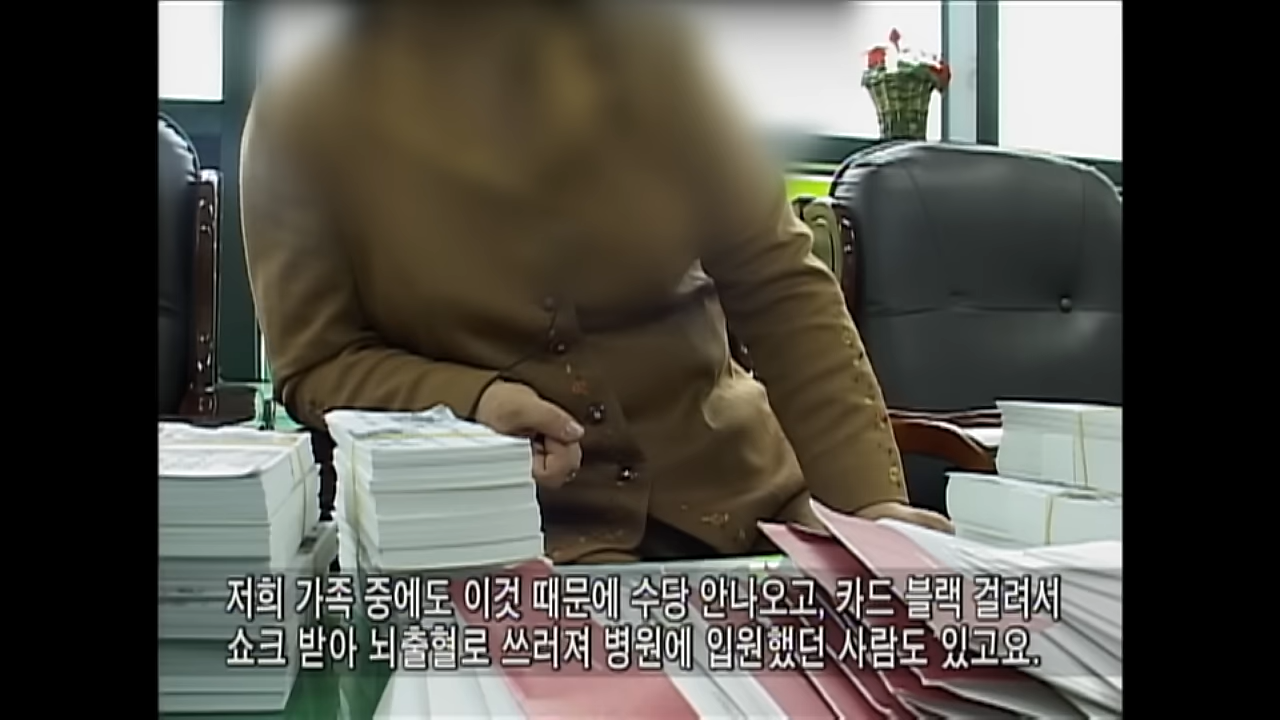 저희 가족 중에도 이것 때문에 수당 안나오고, 카드 블랙 걸려서
쇼크 받아 뇌출혈로 쓰러져 병원에 입원했던 사람도 있고요.